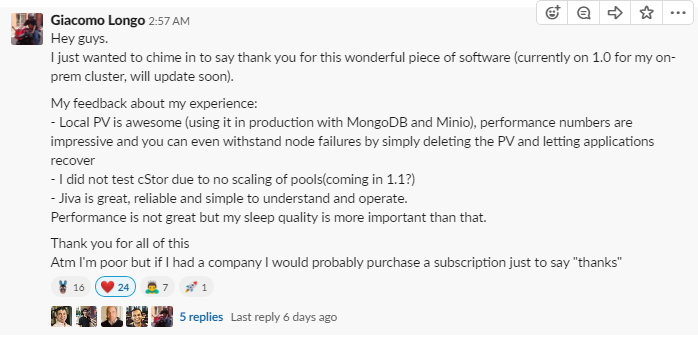 Giacomo Longo 2:57 AM
Hey guys.
I just wanted to chime in to say thank you for this wonderful piece of software (currently on 1.0 for my on-
prem cluster, will update soon).
My feedback about my experience:
- Local PV is awesome (using it in production with MongoDB and Minio), performance numbers are
impressive and you can even withstand node failures by simply deleting the PV and letting applications
recover
- I did not test cStor due to no scaling of pools(coming in 1.1?)
- Jiva is great, reliable and simple to understand and operate.
Performance is not great but my sleep quality is more important than that.
Thank you for all of this
Atm I'm poor but if I had a company I would probably purchase a subscription just to say "thanks"
16 24 7 1
5 replies Last reply 6 days ago